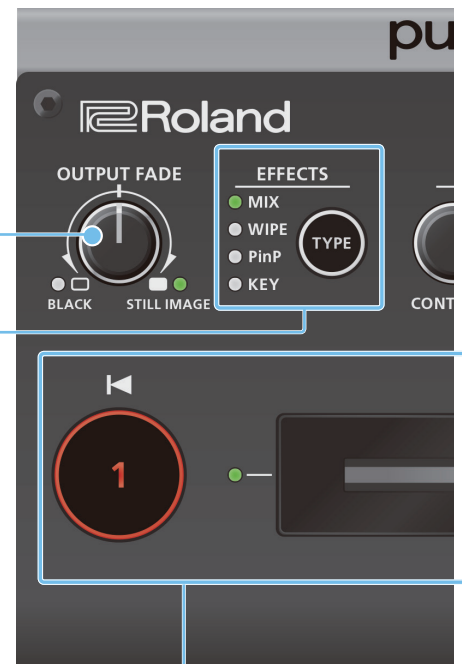 pu
Roland
OUTPUT FADE
EFFECTS
MIX
WIPE
PinP
KEY
TYPE
BLACK
STILL IMAGE
CONT
1